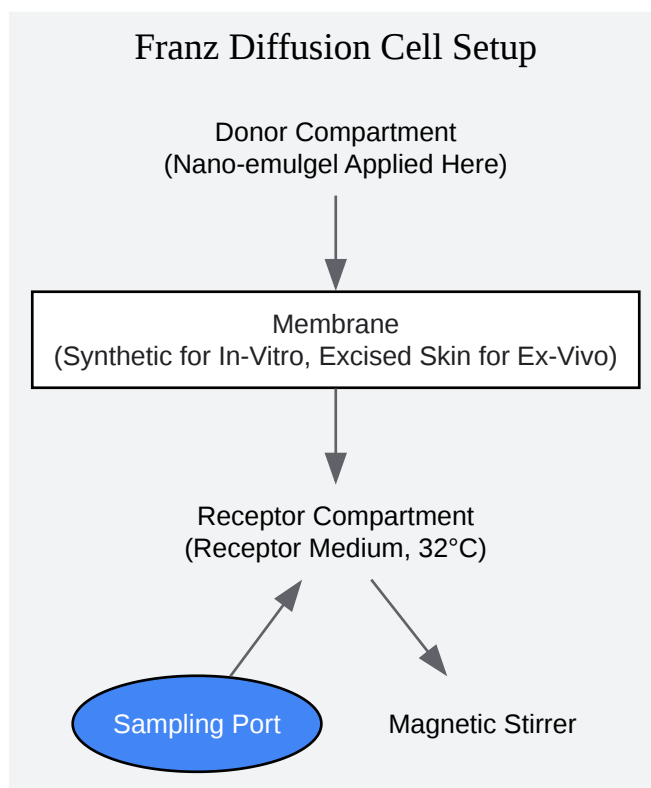 Franz Diffusion Cell Setup
Donor Compartment
(Nano-emulgel Applied Here)
Membrane
(Synthetic for In-Vitro, Excised Skin for Ex-Vivo)
Receptor Compartment
(Receptor Medium, 32°C)
Sampling Port
Magnetic Stirrer